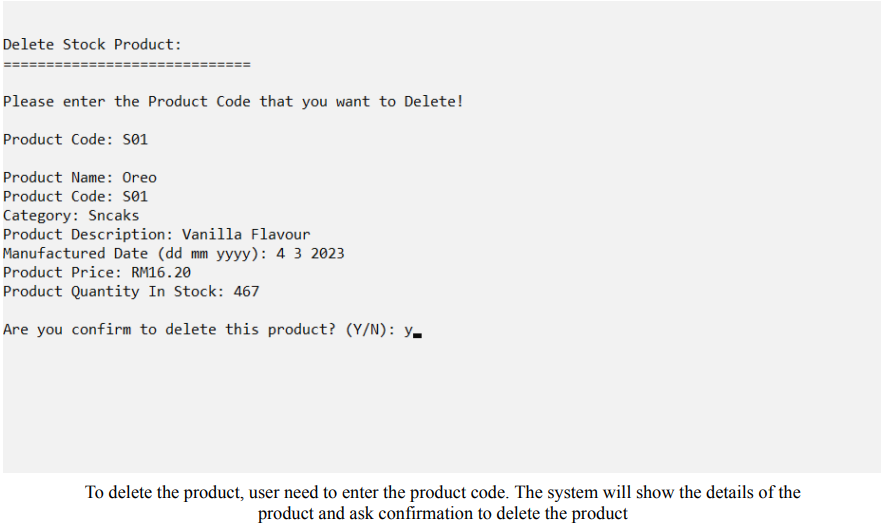 Delete Stock Product:
=============================
Please enter the Product Code that you want to Delete!
Product Code: S01
Product Name: Oreo
Product Code: S01
Category: Sncaks
Product Description: Vanilla Flavour
Manufactured Date (dd mm yyyy): 4 3 2023
Product Price: RM16.20
Product Quantity In Stock: 467
Are you confirm to delete this product? (Y/N): y
To delete the product, user need to enter the product code. The system will show the details of the
product and ask confirmation to delete the product